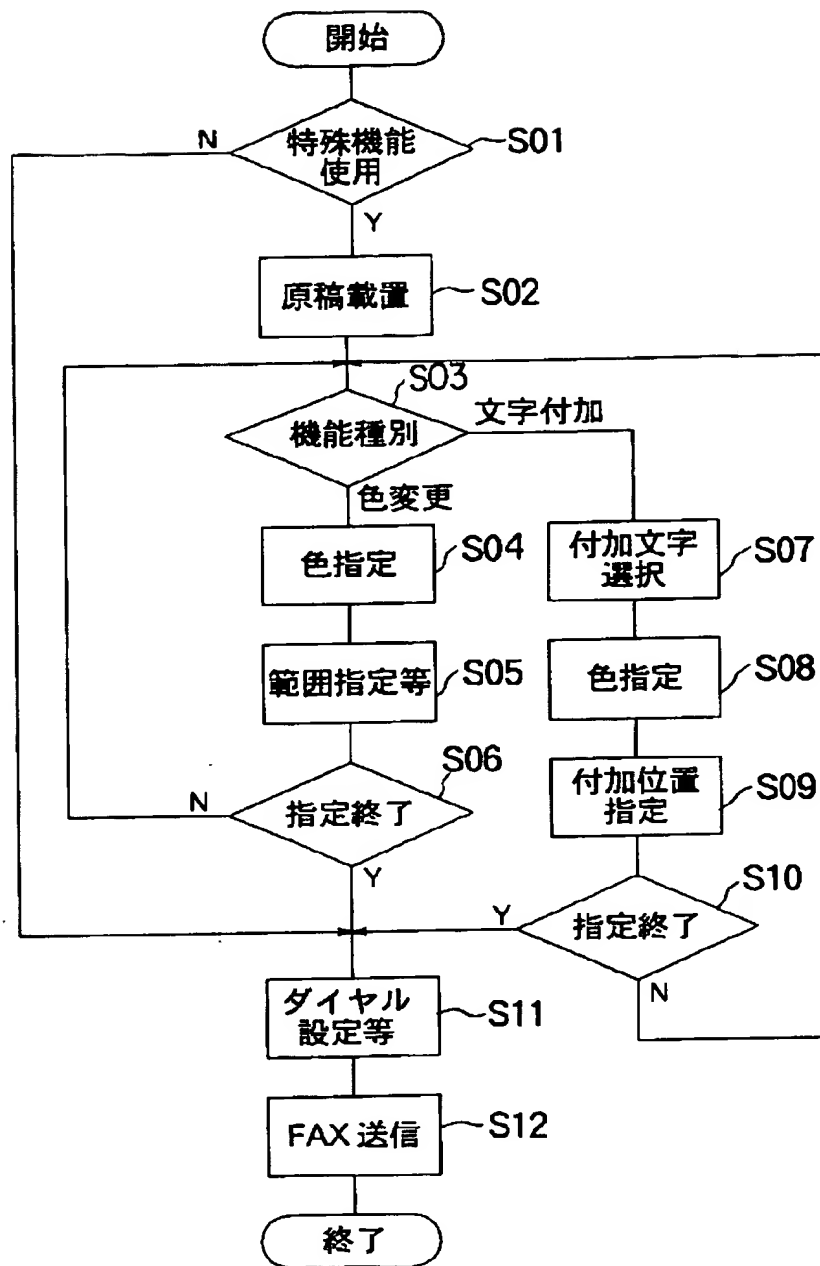 開始
N
特殊機能
使用
S01
Y
原稿載置
S02
S03
機能種別
文字付加
色変更
色指定
S04
付加文字
選択
S07
範囲指定等
S05
色指定
S08
S06
N
指定終了
付加位置
指定
S09
Y
S10
Y
指定終了
N
ダイヤル
設定等
S11
FAX 送信
S12
終了